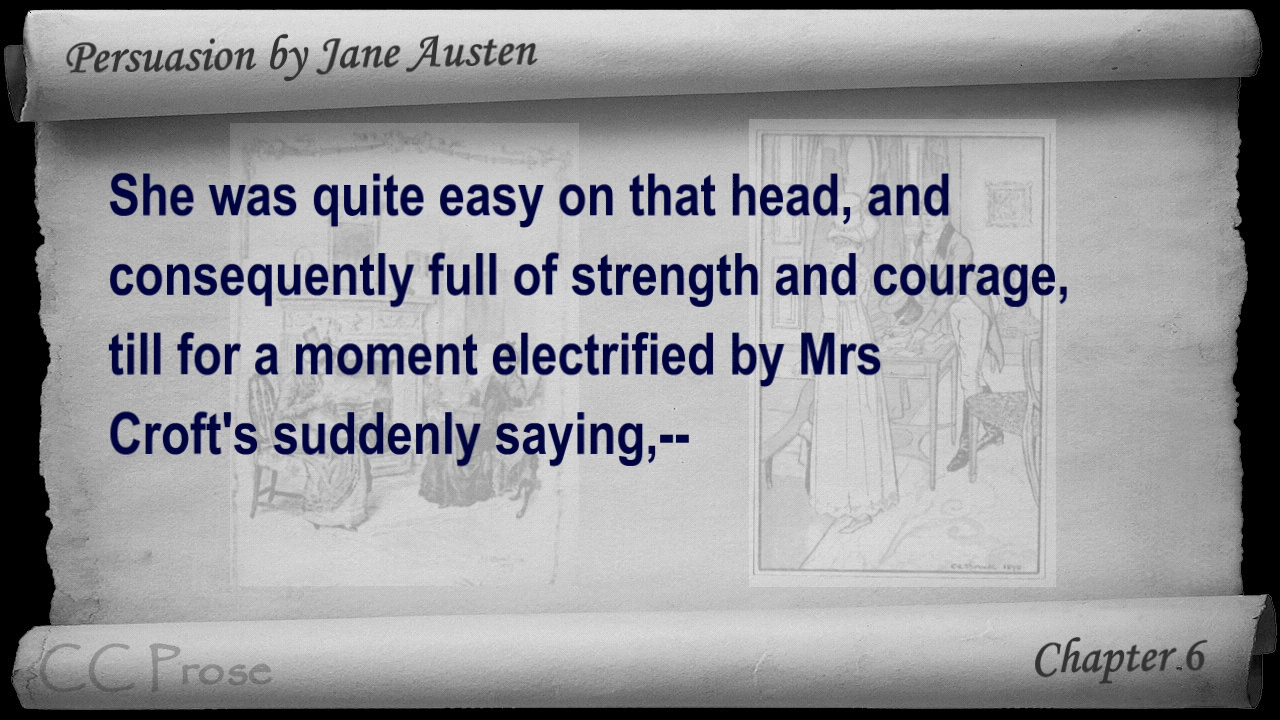 Persuasion by Jane Austen
She was quite easy on that head, and
consequently full of strength and courage,
till for a moment electrified by Mrs
Croft's suddenly saying,--
CC Prose
Chapter 6